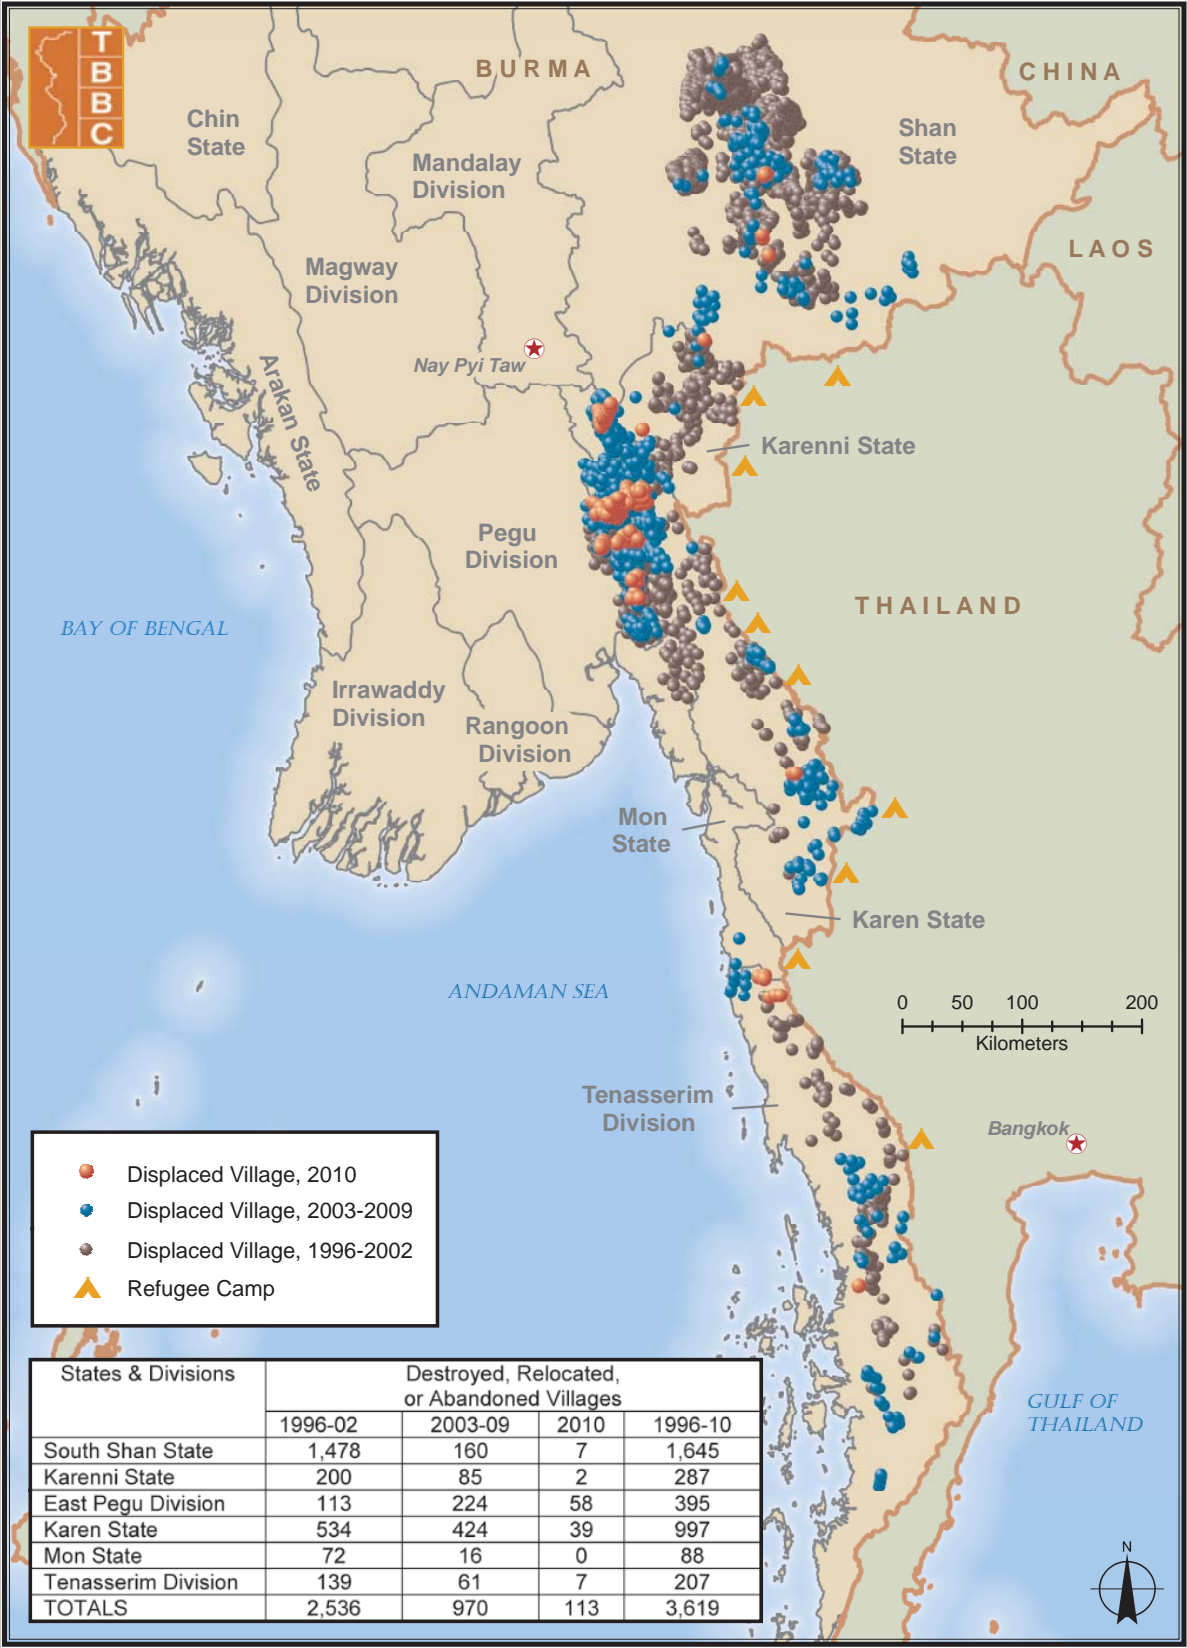 T
B
B
C
BURMA
CHINA
Chin
State
Shan
State
Mandalay
Division
LAOS
Magway
Division
Nay Pyi Taw
Arakan State
Karenni State
Pegu
Division
THAILAND
BAY OF BENGAL
Irrawaddy
Division
Rangoon
Division
Mon
State
Karen State
ANDAMAN SEA
0 50 100 200
Kilometers
Tenasserim
Division
Bangkok
Displaced Village, 2010
Displaced Village, 2003-2009
Displaced Village, 1996-2002
Refugee Camp
GULF OF
THAILAND
States & Divisions Destroyed, Relocated,
or Abandoned Villages
1996-02 2003-09 2010 1996-10
South Shan State 1,478 160 7 1,645
Karenni State 200 85 2 287
East Pegu Division 113 224 58 395
Karen State 534 424 39 997
Mon State 72 16 0 88
Tenasserim Division 139 61 7 207
TOTALS 2,536 970 113 3,619
N